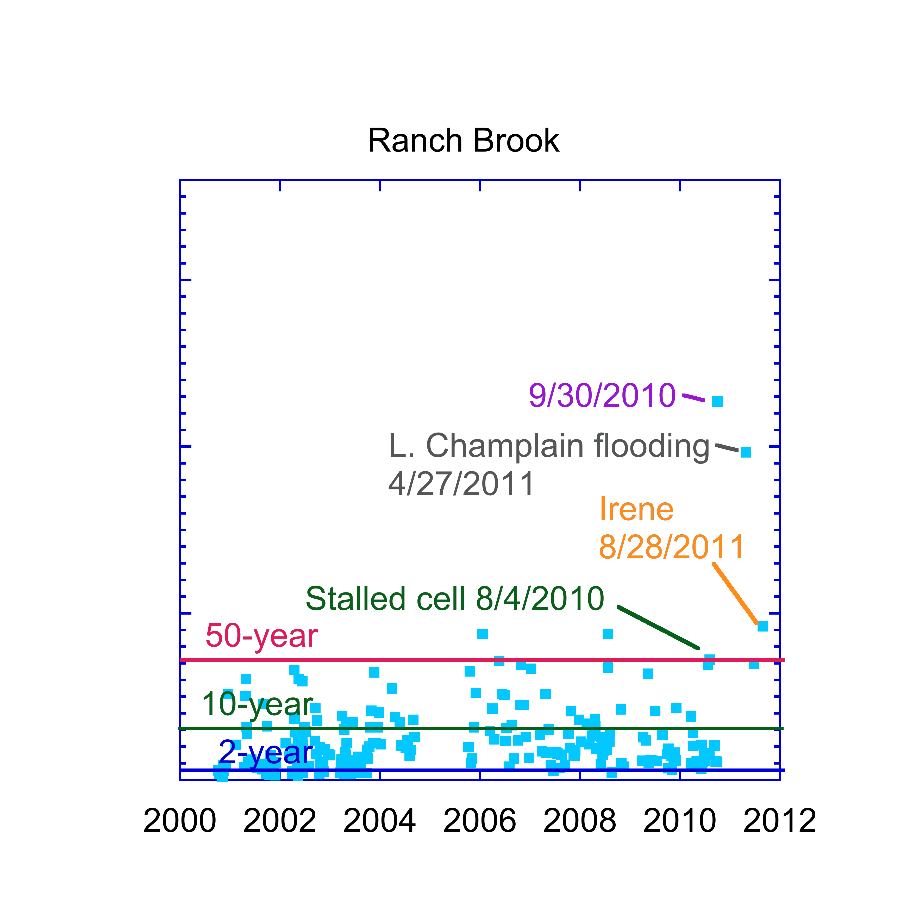 Ranch Brook
9/30/2010
L. Champlain flooding
4/27/2011
Irene
8/28/2011
Stalled cell 8/4/2010
50-year
10-year
2-year
2000 2002 2004 2006 2008 2010 2012